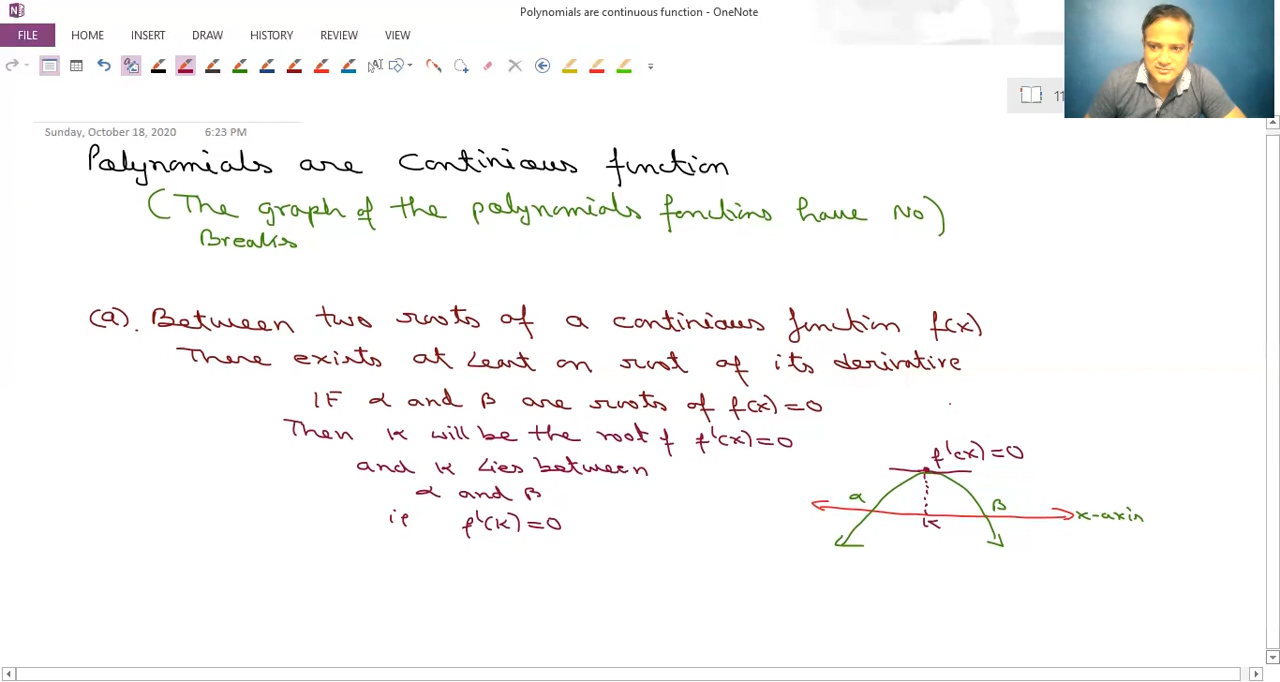 Polynomials are continuous function - OneNote
FILE HOME INSERT DRAW HISTORY REVIEW VIEW
11
Sunday, October 18, 2020 6:23 PM
Polynomials are continious function
(The graph of the polynomials functions have No)
Breaks
(a). Between two roots of a continious function f(x)
There exists at Least on root of its derivative
IF α and β are roots of f(x)=0
Then K will be the root f f'(x)=0
and K Lies between
α and β
if f'(K)=0
f'(x)=0
α β
K x-axis